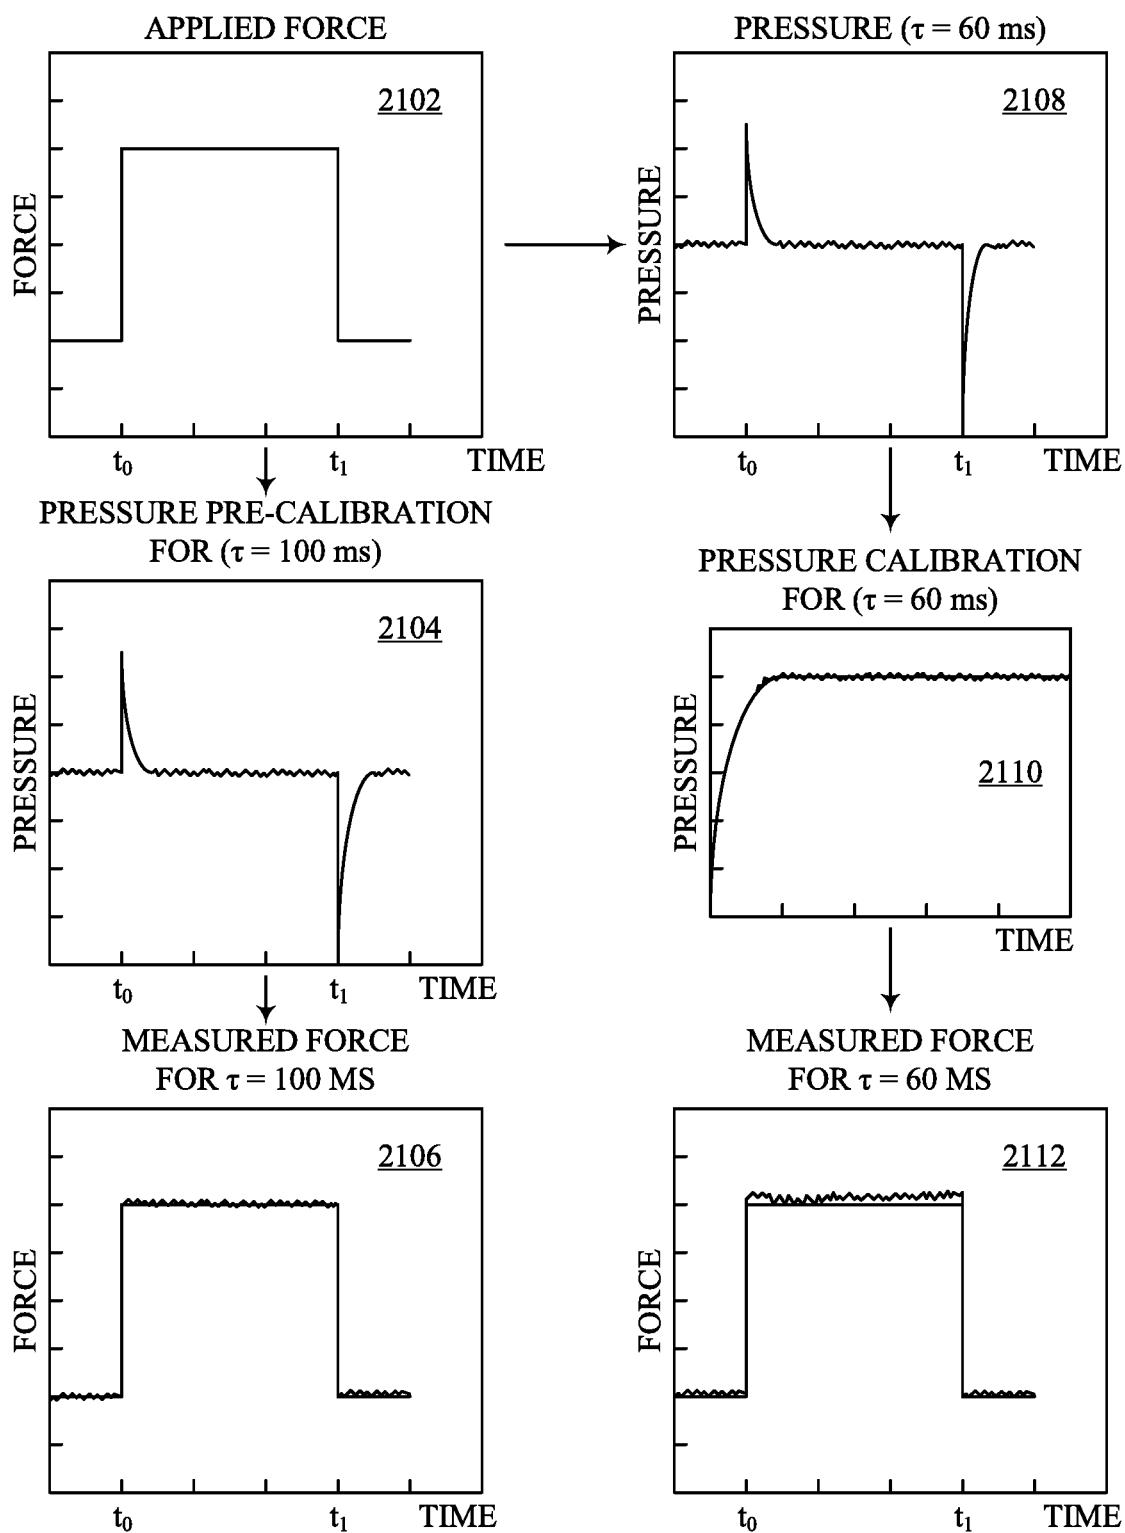 APPLIED FORCE
2102
FORCE
t0
t1
TIME
PRESSURE (τ = 60 ms)
2108
PRESSURE
t0
t1
TIME
PRESSURE PRE-CALIBRATION
FOR (τ = 100 ms)
2104
PRESSURE
t0
t1
TIME
PRESSURE CALIBRATION
FOR (τ = 60 ms)
2110
PRESSURE
TIME
MEASURED FORCE
FOR τ = 100 MS
2106
FORCE
t0
t1
TIME
MEASURED FORCE
FOR τ = 60 MS
2112
FORCE
t0
t1
TIME